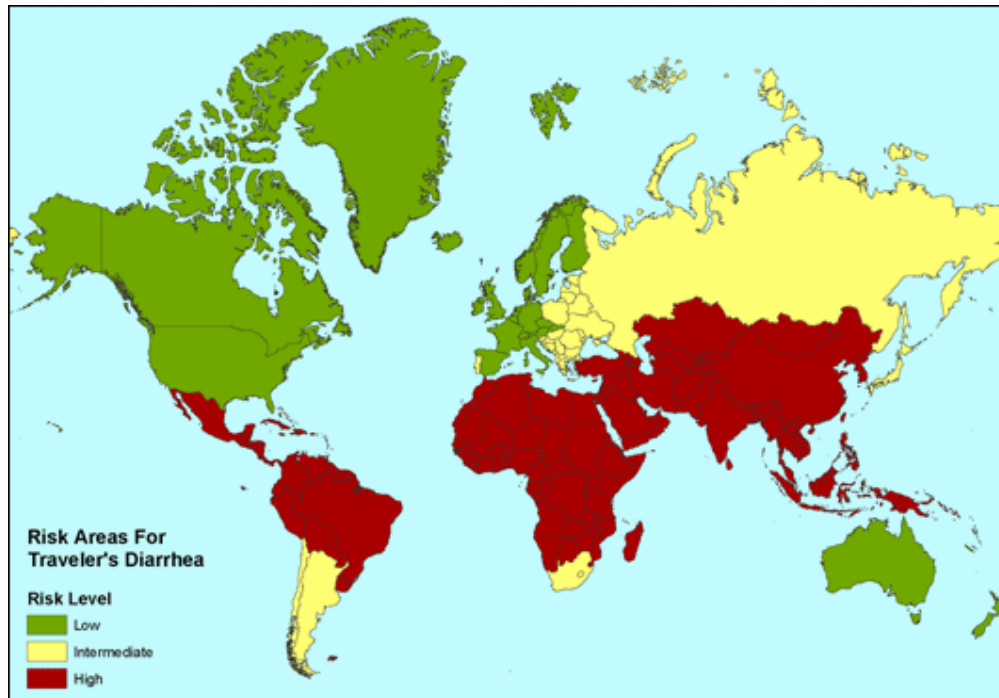 Risk Areas For
Traveler's Diarrhea
Risk Level
Low
Intermediate
High